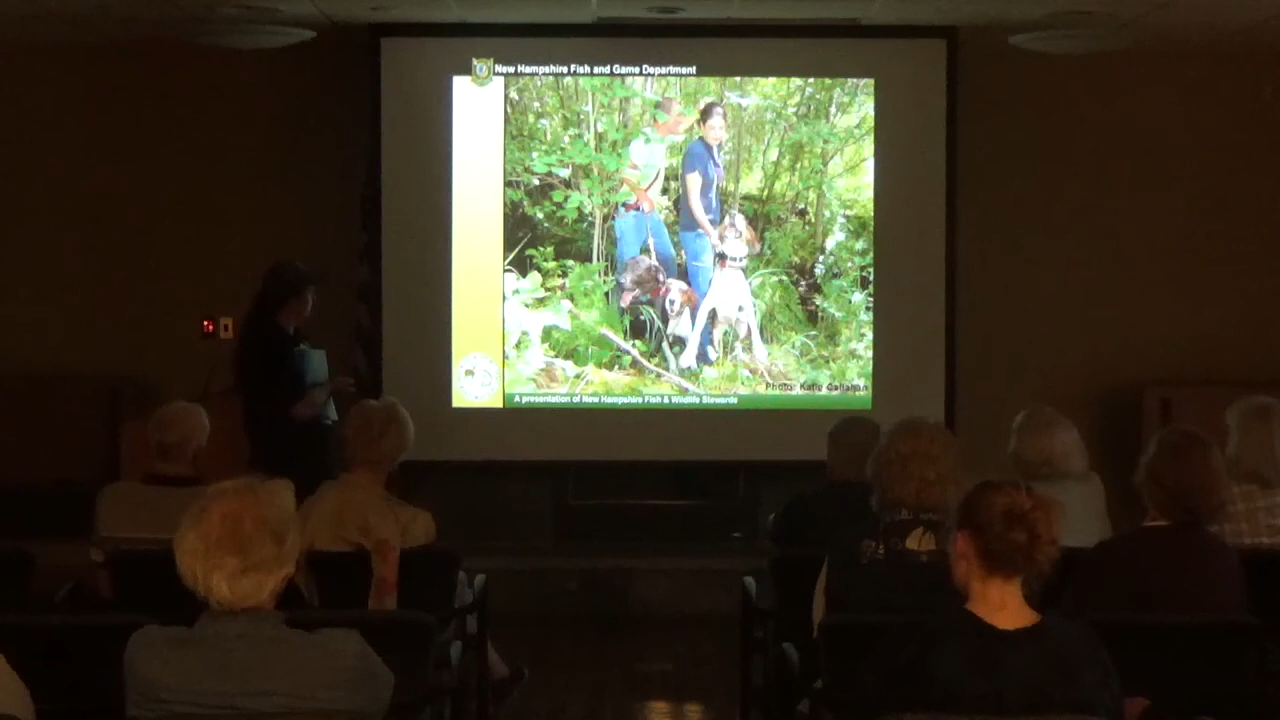 New Hampshire Fish and Game Department
Photo: Katie Callahan
A presentation of New Hampshire Fish & Wildlife Stewards